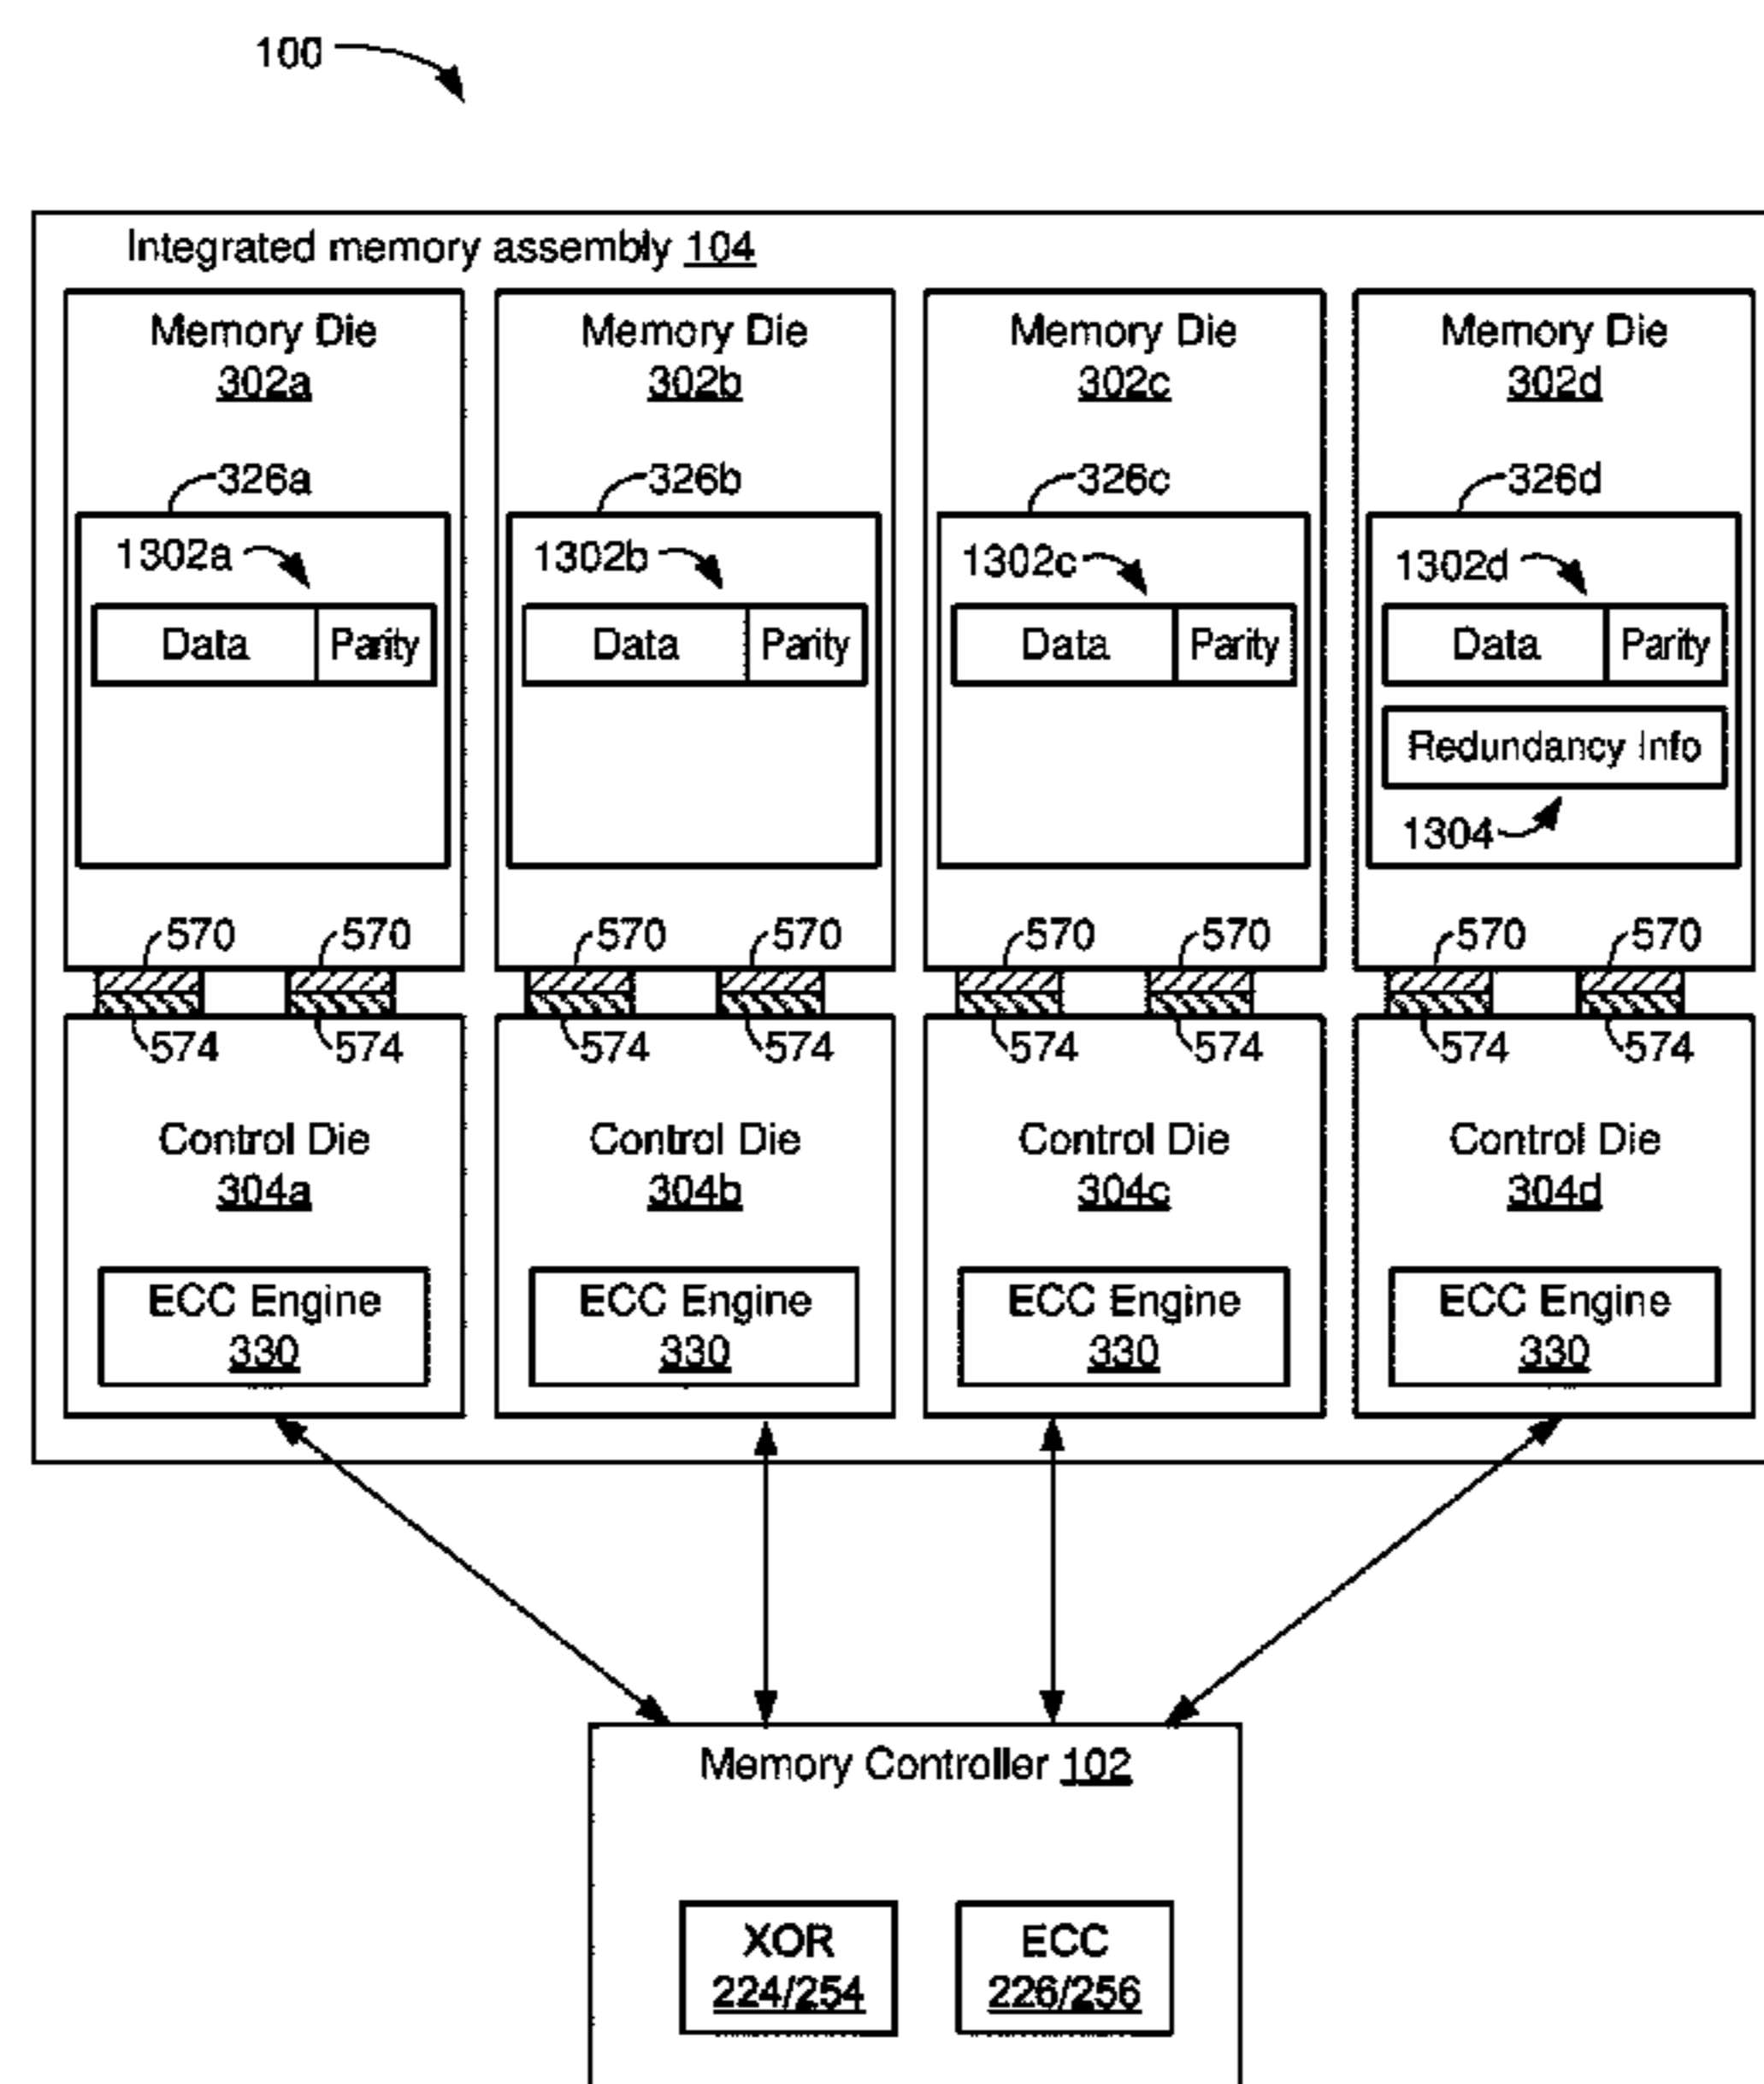 100
Integrated memory assembly 104
Memory Die
302a
Memory Die
302b
Memory Die
302c
Memory Die
302d
326a
326b
326c
326d
1302a
1302b
1302c
1302d
Data
Parity
Data
Parity
Data
Parity
Data
Parity
Redundancy Info
1304
570
570
570
570
570
570
570
570
574
574
574
574
574
574
574
574
Control Die
304a
Control Die
304b
Control Die
304c
Control Die
304d
ECC Engine
330
ECC Engine
330
ECC Engine
330
ECC Engine
330
Memory Controller 102
XOR
224/254
ECC
226/256